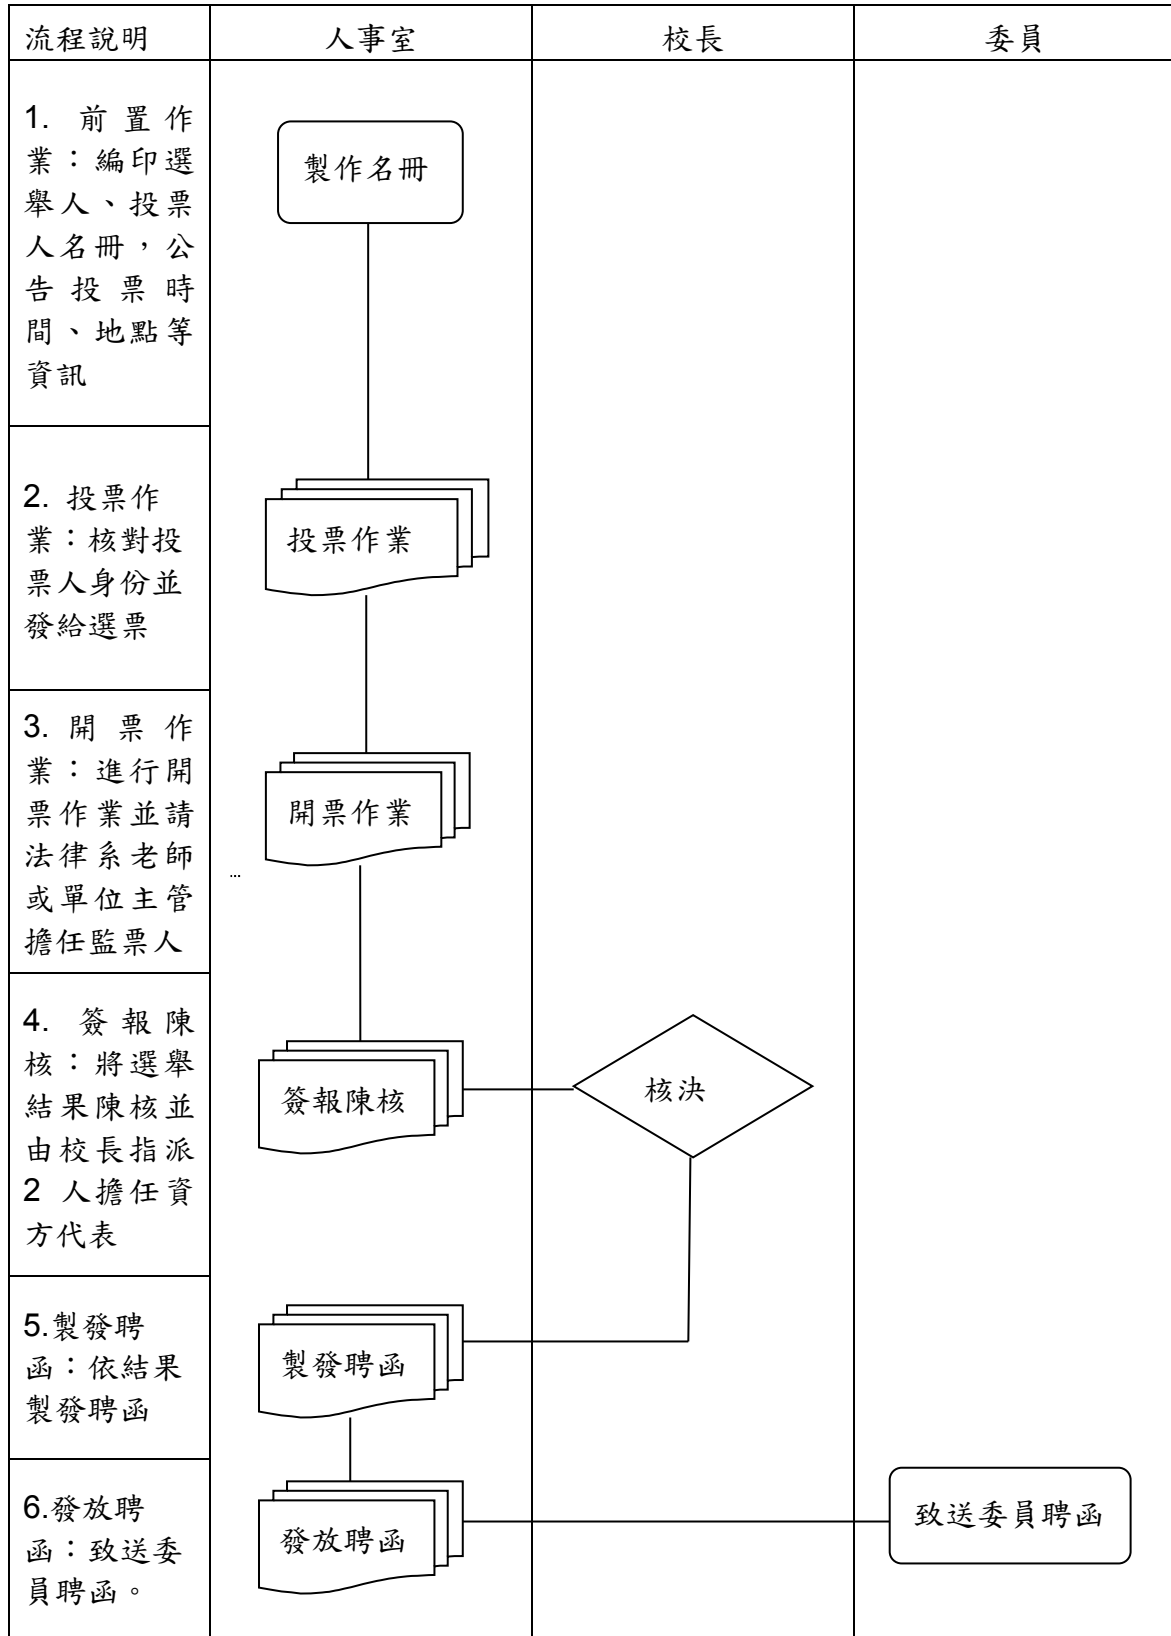 流程說明
人事室
校長
委員
1. 前置作
業：編印選
舉人、投票
人名冊，公
告投票時
間、地點等
資訊
製作名冊
2. 投票作
業：核對投
票人身份並
發給選票
投票作業
3. 開票作
業：進行開
票作業並請
法律系老師
或單位主管
擔任監票人
開票作業
…
4. 簽報陳
核：將選舉
結果陳核並
由校長指派
2 人擔任資
方代表
簽報陳核
核決
5.製發聘
函：依結果
製發聘函
製發聘函
6.發放聘
函：致送委
員聘函。
發放聘函
致送委員聘函